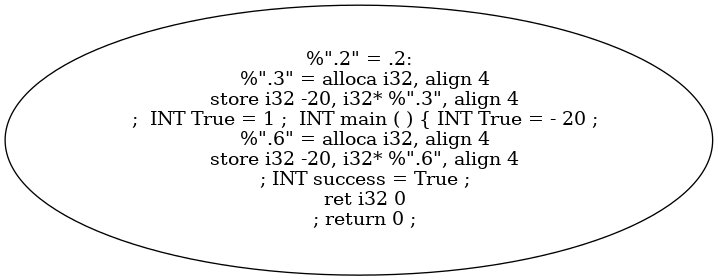 %".2" = .2:
%".3" = alloca i32, align 4
store i32 -20, i32* %".3", align 4
;  INT True = 1 ;  INT main ( ) { INT True = - 20 ;
%".6" = alloca i32, align 4
store i32 -20, i32* %".6", align 4
; INT success = True ;
ret i32 0
; return 0 ;